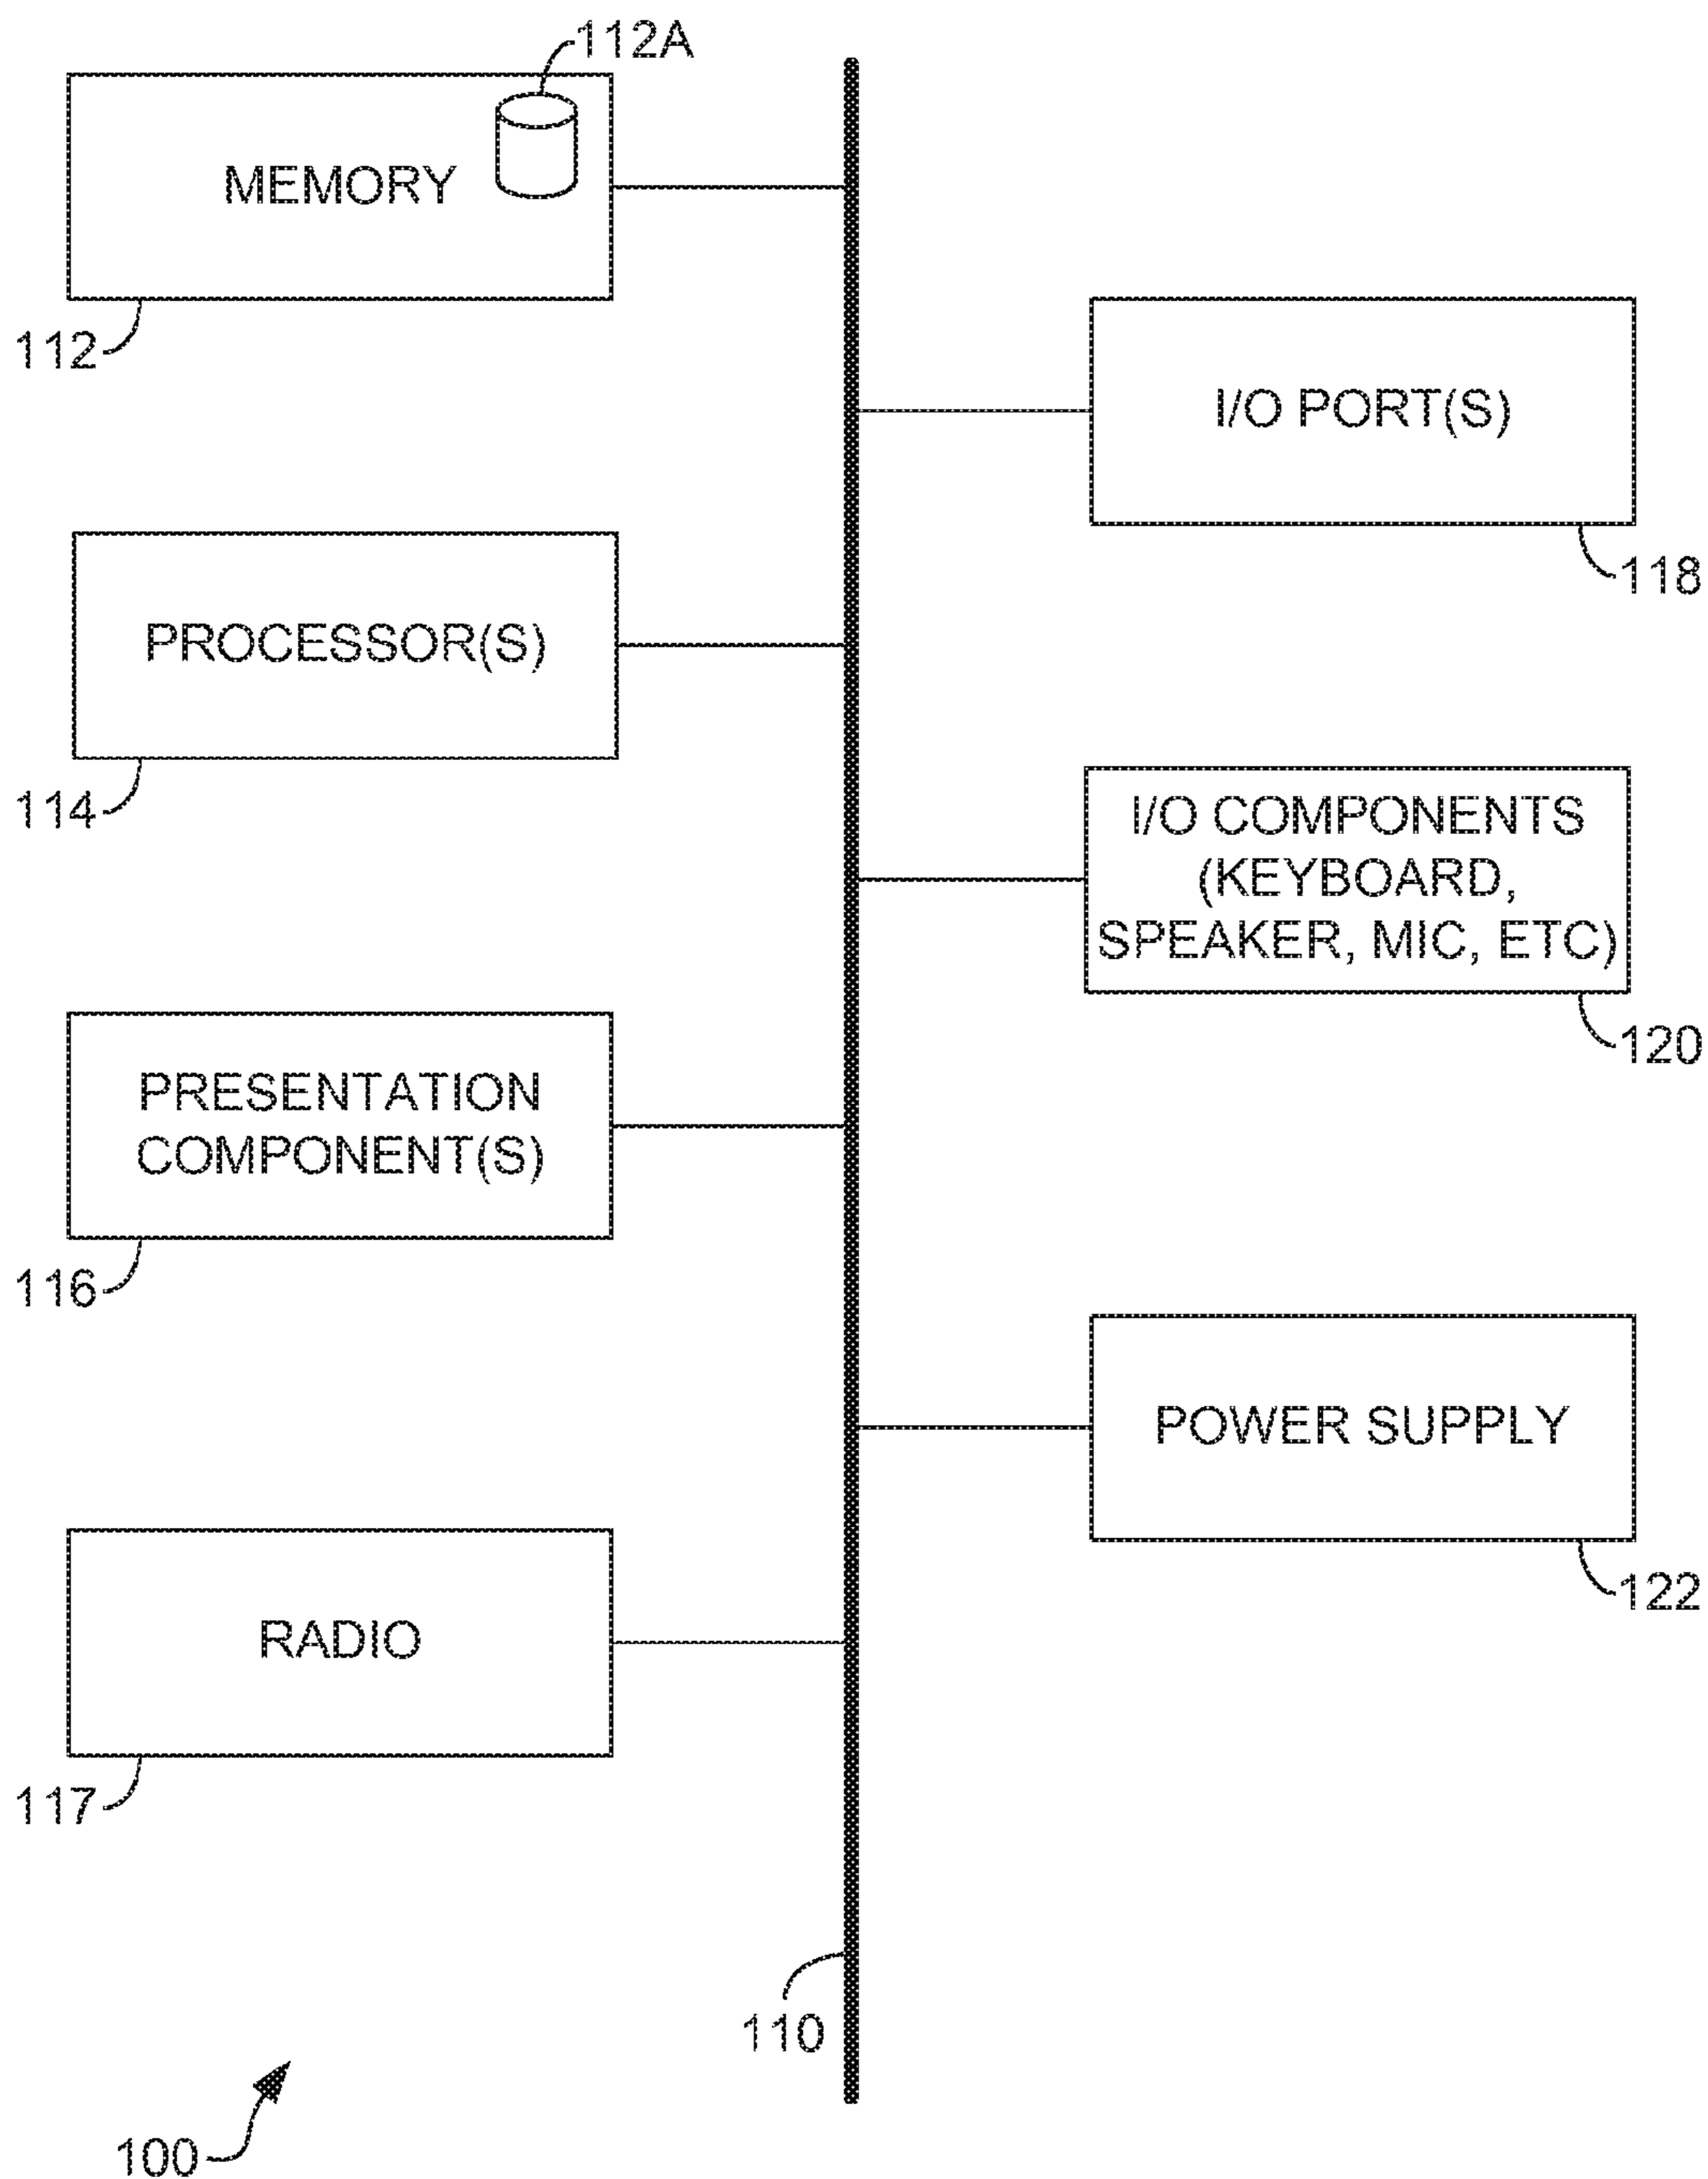 112A
MEMORY
112
I/O PORT(S)
118
PROCESSOR(S)
114
I/O COMPONENTS
(KEYBOARD,
SPEAKER, MIC, ETC)
120
PRESENTATION
COMPONENT(S)
116
POWER SUPPLY
122
RADIO
117
110
100